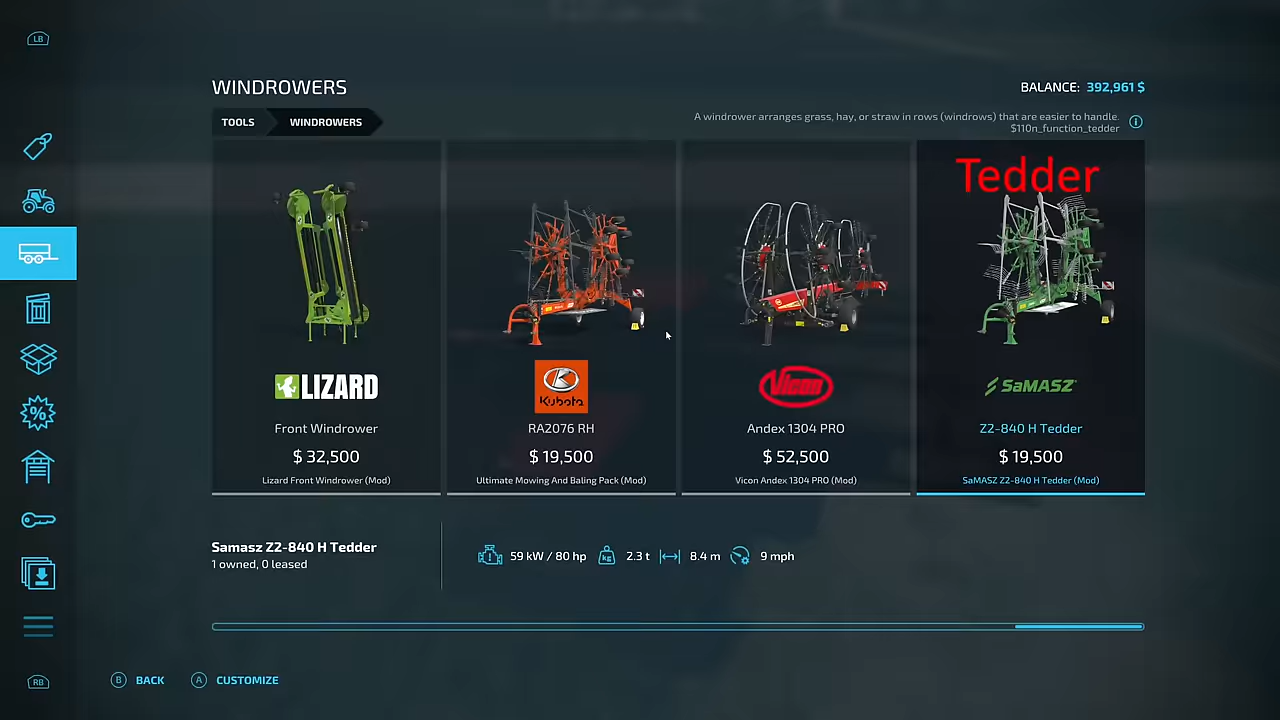 LB
WINDROWERS
BALANCE: 392,961 $
TOOLS
WINDROWERS
A windrower arranges grass, hay, or straw in rows (windrows) that are easier to handle.
$110n_function_tedder
Tedder
LIZARD
Kubota
Vicon
SaMASZ
Front Windrower
RA2076 RH
Andex 1304 PRO
Z2-840 H Tedder
$ 32,500
$ 19,500
$ 52,500
$ 19,500
Lizard Front Windrower (Mod)
Ultimate Mowing And Baling Pack (Mod)
Vicon Andex 1304 PRO (Mod)
SaMASZ Z2-840 H Tedder (Mod)
Samasz Z2-840 H Tedder
1 owned, 0 leased
kg
59 kW / 80 hp
2.3 t
8.4 m
9 mph
RB
B BACK
A CUSTOMIZE